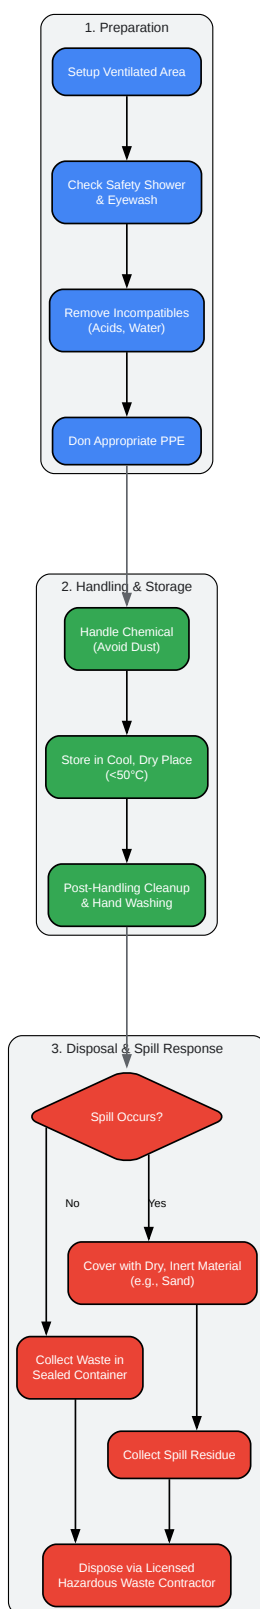 1. Preparation
Setup Ventilated Area
Check Safety Shower
& Eyewash
Remove Incompatibles
(Acids, Water)
Don Appropriate PPE
2. Handling & Storage
Handle Chemical
(Avoid Dust)
Store in Cool, Dry Place
(<50°C)
Post-Handling Cleanup
& Hand Washing
3. Disposal & Spill Response
Spill Occurs?
No
Yes
Cover with Dry, Inert Material
(e.g., Sand)
Collect Waste in
Sealed Container
Collect Spill Residue
Dispose via Licensed
Hazardous Waste Contractor